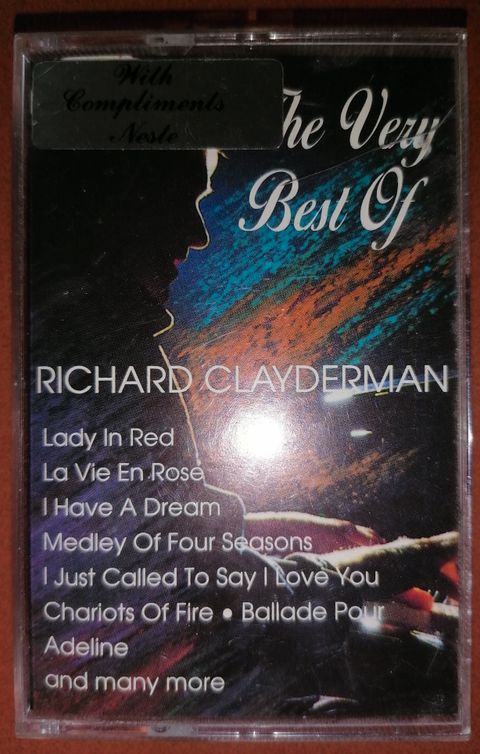 With
Compliments
Neste
The Very
Best Of
RICHARD CLAYDERMAN
Lady In Red
La Vie En Rose
I Have A Dream
Medley Of Four Seasons
I Just Called To Say I Love You
Chariots Of Fire • Ballade Pour
Adeline
and many more